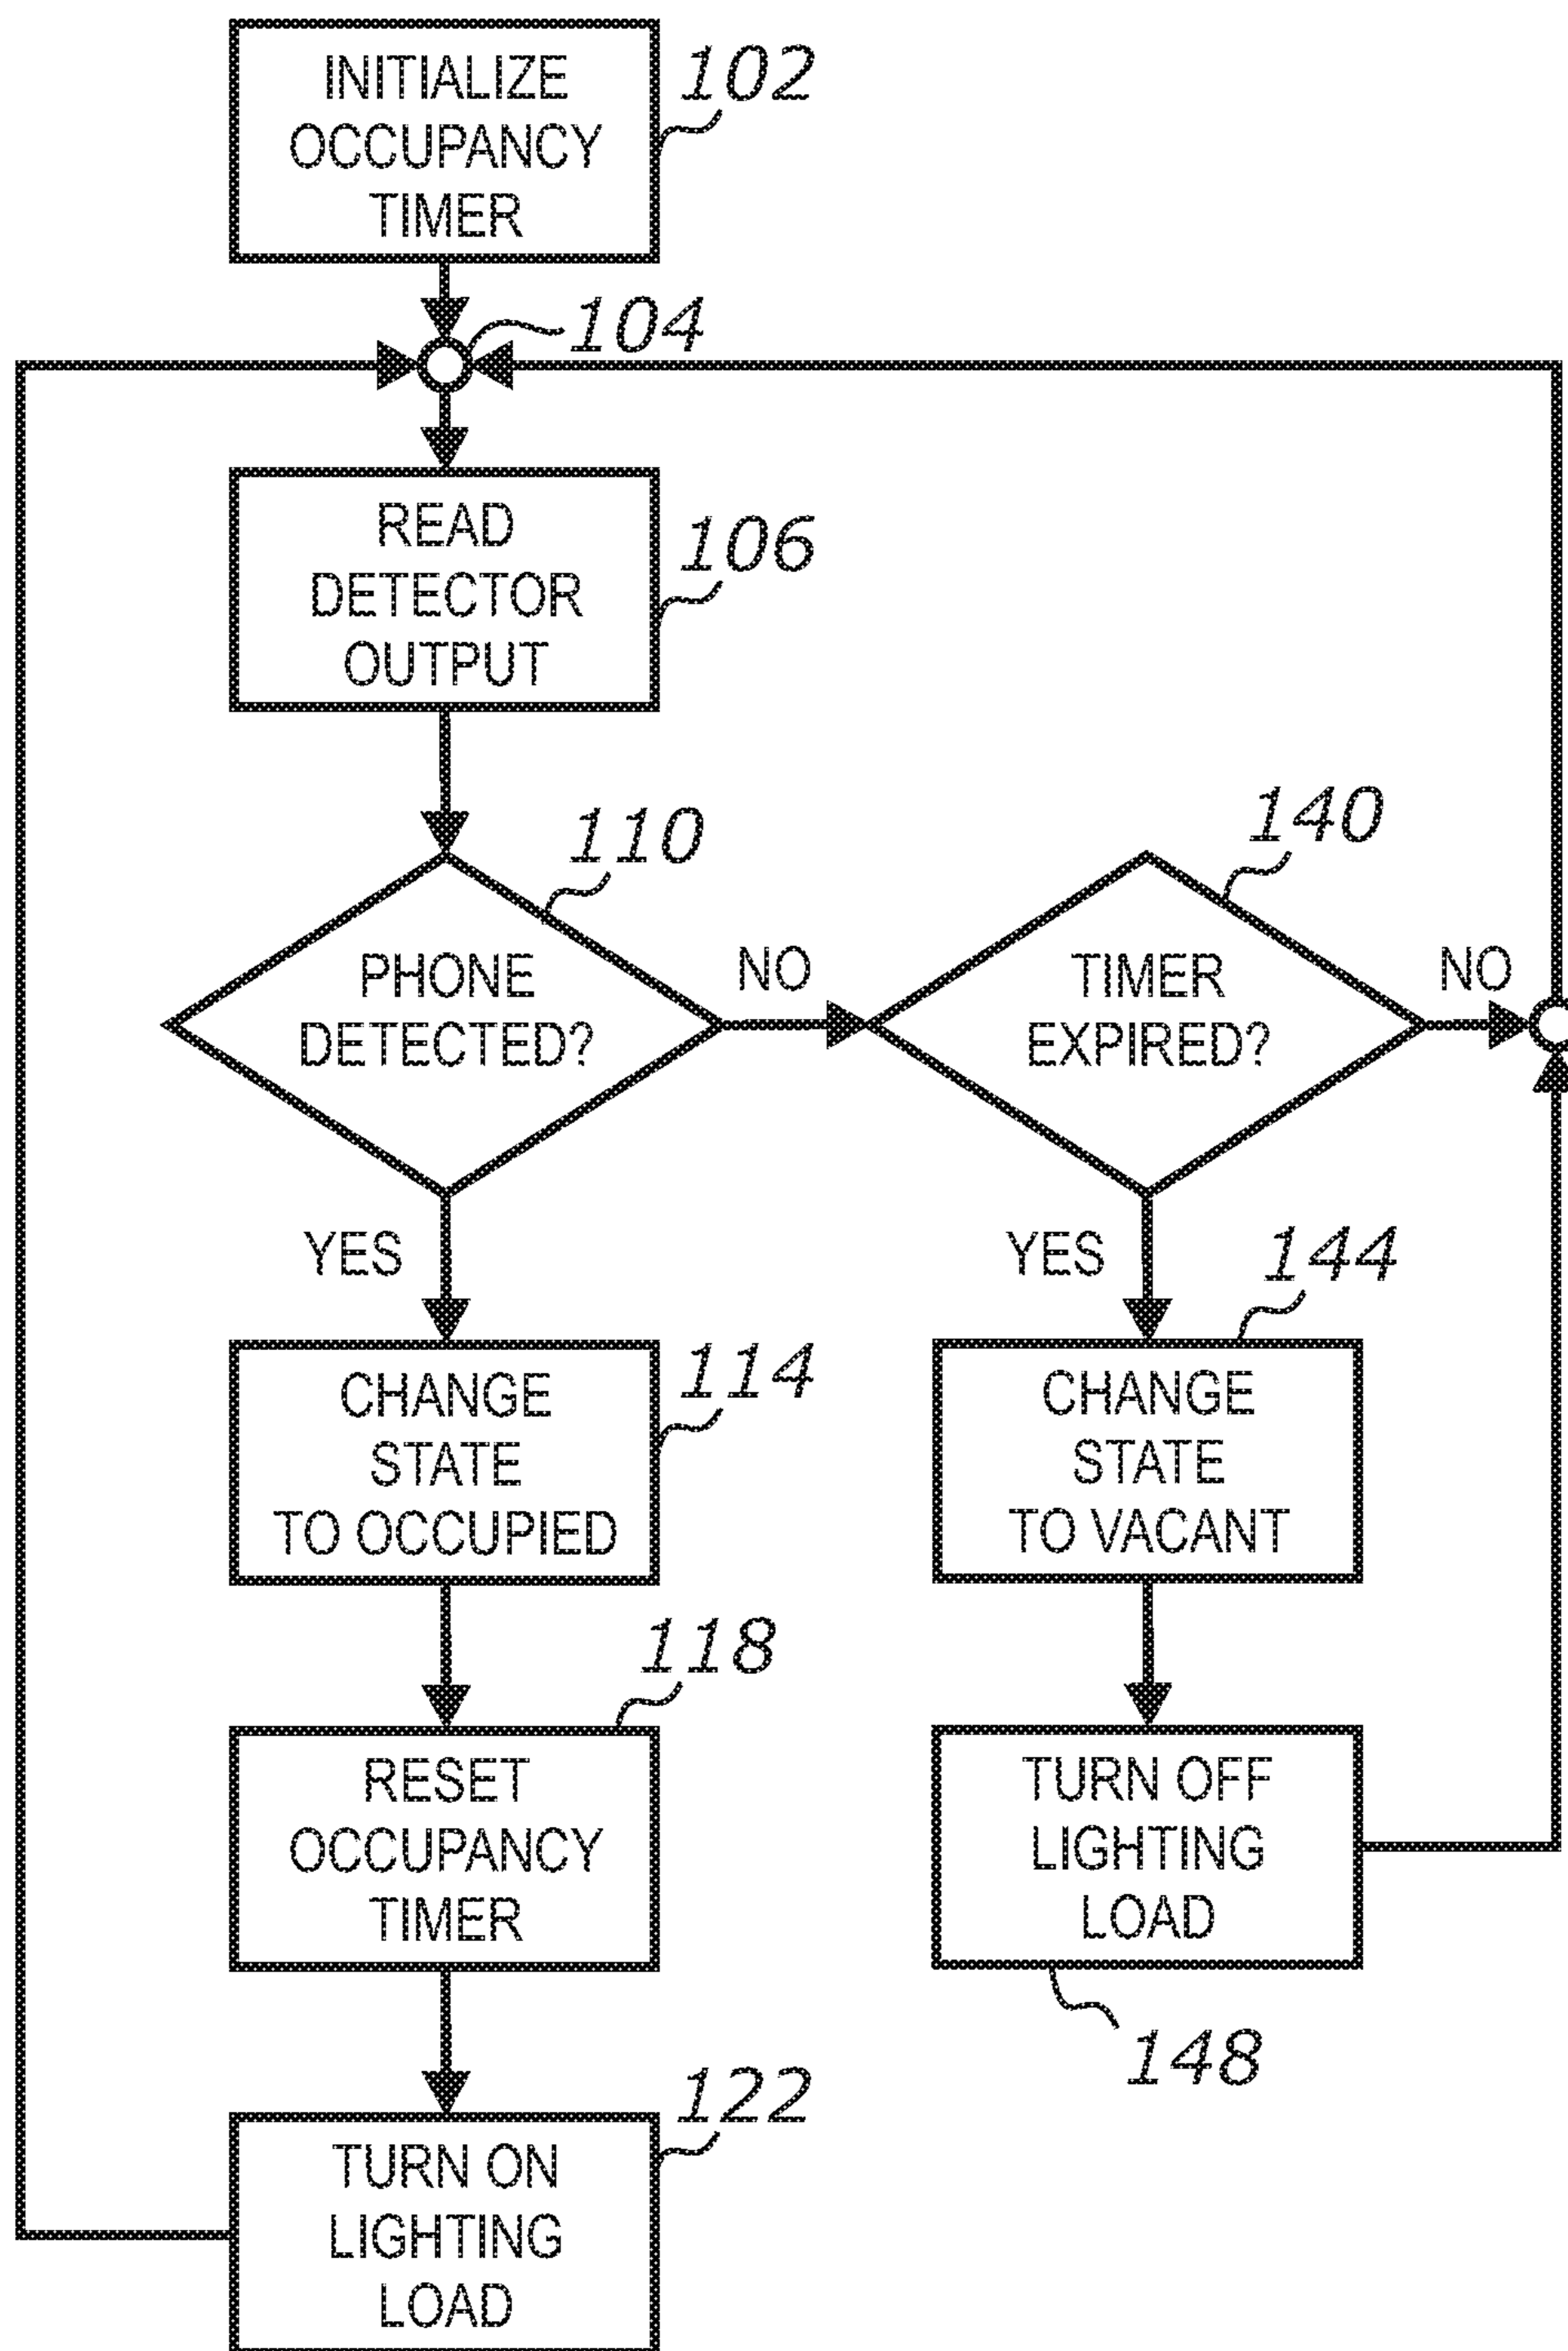 INITIALIZE
OCCUPANCY
TIMER
102
104
READ
DETECTOR
OUTPUT
106
110
PHONE
DETECTED?
NO
140
TIMER
EXPIRED?
NO
YES
YES
144
CHANGE
STATE
TO OCCUPIED
114
CHANGE
STATE
TO VACANT
118
RESET
OCCUPANCY
TIMER
TURN OFF
LIGHTING
LOAD
148
122
TURN ON
LIGHTING
LOAD